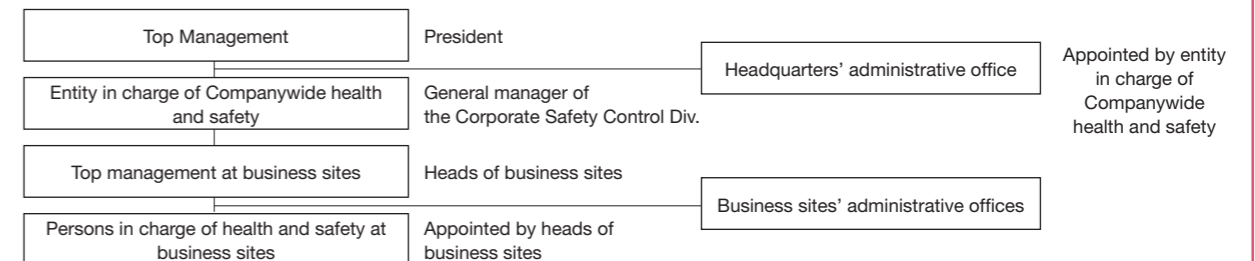 Top Management
President
Headquarters’ administrative office
Appointed by entity
in charge of
Companywide
health and safety
Entity in charge of Companywide health
and safety
General manager of
the Corporate Safety Control Div.
Top management at business sites
Heads of business sites
Business sites’ administrative offices
Persons in charge of health and safety at
business sites
Appointed by heads of
business sites